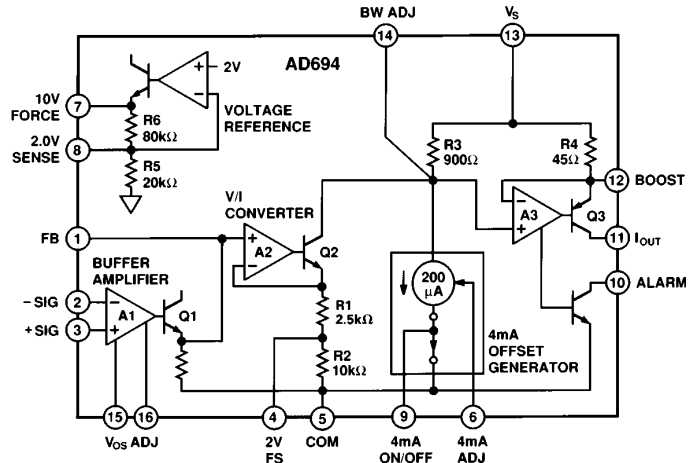 BW ADJ
VS
14
13
AD694
2V
+
−
10V
FORCE
7
R6
80kΩ
VOLTAGE
REFERENCE
2.0V
SENSE
8
R5
20kΩ
R3
900Ω
R4
45Ω
12
BOOST
V/I
CONVERTER
−
A3
+
Q3
FB
1
+
A2
−
Q2
11
IOUT
BUFFER
AMPLIFIER
10
ALARM
200
μA
−SIG
2
−
A1
+
Q1
+SIG
3
R1
2.5kΩ
4mA
OFFSET
GENERATOR
R2
10kΩ
15
16
4
5
9
6
VOS ADJ
2V
FS
COM
4mA
ON/OFF
4mA
ADJ